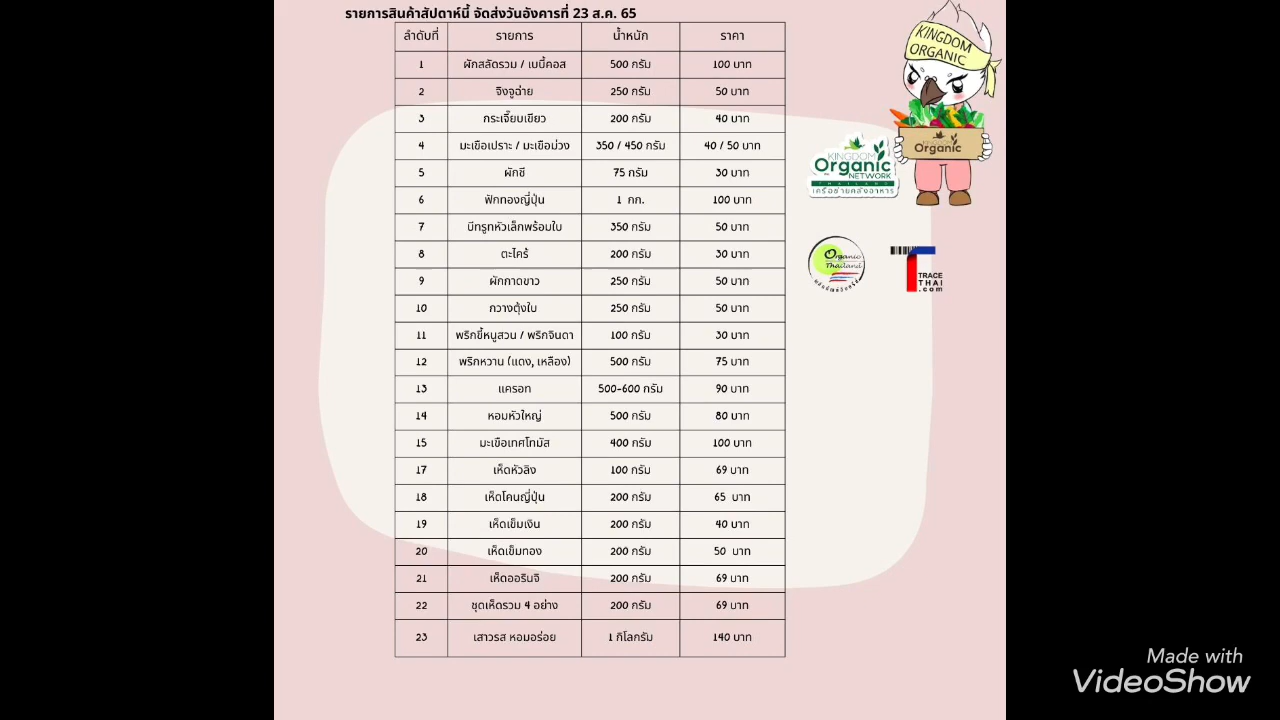 รายการสินค้าสัปดาห์นี้ จัดส่งวันอังคารที่ 23 ส.ค. 65
ลำดับที่ รายการ น้ำหนัก ราคา
1 ผักสลัดรวม / เบบี้คอส 500 กรัม 100 บาท
2 จิงจูฉ่าย 250 กรัม 50 บาท
3 กระเจี๊ยบเขียว 200 กรัม 40 บาท
4 มะเขือเปราะ / มะเขือม่วง 350 / 450 กรัม 40 / 50 บาท
5 ผักชี 75 กรัม 30 บาท
6 ฟักทองญี่ปุ่น 1 กก. 100 บาท
7 บีทรูทหัวเล็กพร้อมใบ 350 กรัม 50 บาท
8 ตะไคร้ 200 กรัม 30 บาท
9 ผักกาดขาว 250 กรัม 50 บาท
10 กวางตุ้งใบ 250 กรัม 50 บาท
11 พริกขี้หนูสวน / พริกจินดา 100 กรัม 30 บาท
12 พริกหวาน (แดง, เหลือง) 500 กรัม 75 บาท
13 แครอท 500-600 กรัม 90 บาท
14 หอมหัวใหญ่ 500 กรัม 80 บาท
15 มะเขือเทศโทมัส 400 กรัม 100 บาท
17 เห็ดหัวลิง 100 กรัม 69 บาท
18 เห็ดโคนญี่ปุ่น 200 กรัม 65 บาท
19 เห็ดเข็มเงิน 200 กรัม 40 บาท
20 เห็ดเข็มทอง 200 กรัม 50 บาท
21 เห็ดออรินจิ 200 กรัม 69 บาท
22 ชุดเห็ดรวม 4 อย่าง 200 กรัม 69 บาท
23 เสาวรส หอมอร่อย 1 กิโลกรัม 140 บาท
KINGDOM
ORGANIC
Organic
KINGDOM
Organic
NETWORK
THAILAND
เครือข่ายคลังอาหาร
Organic
Thailand
TRACE
THAI
.com
Made with
VideoShow